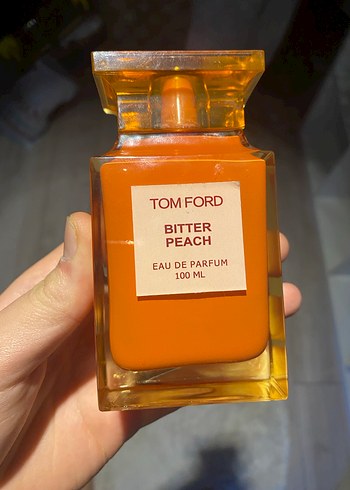 TOM FORD
BITTER
PEACH
EAU DE PARFUM
100 ML